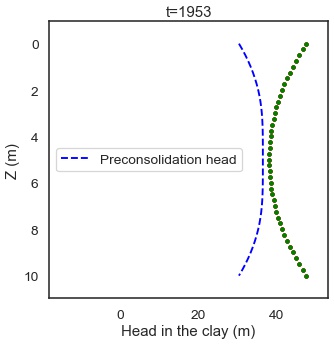 t=1953
0
2
4
6
8
10
Z (m)
Preconsolidation head
0
20
40
Head in the clay (m)